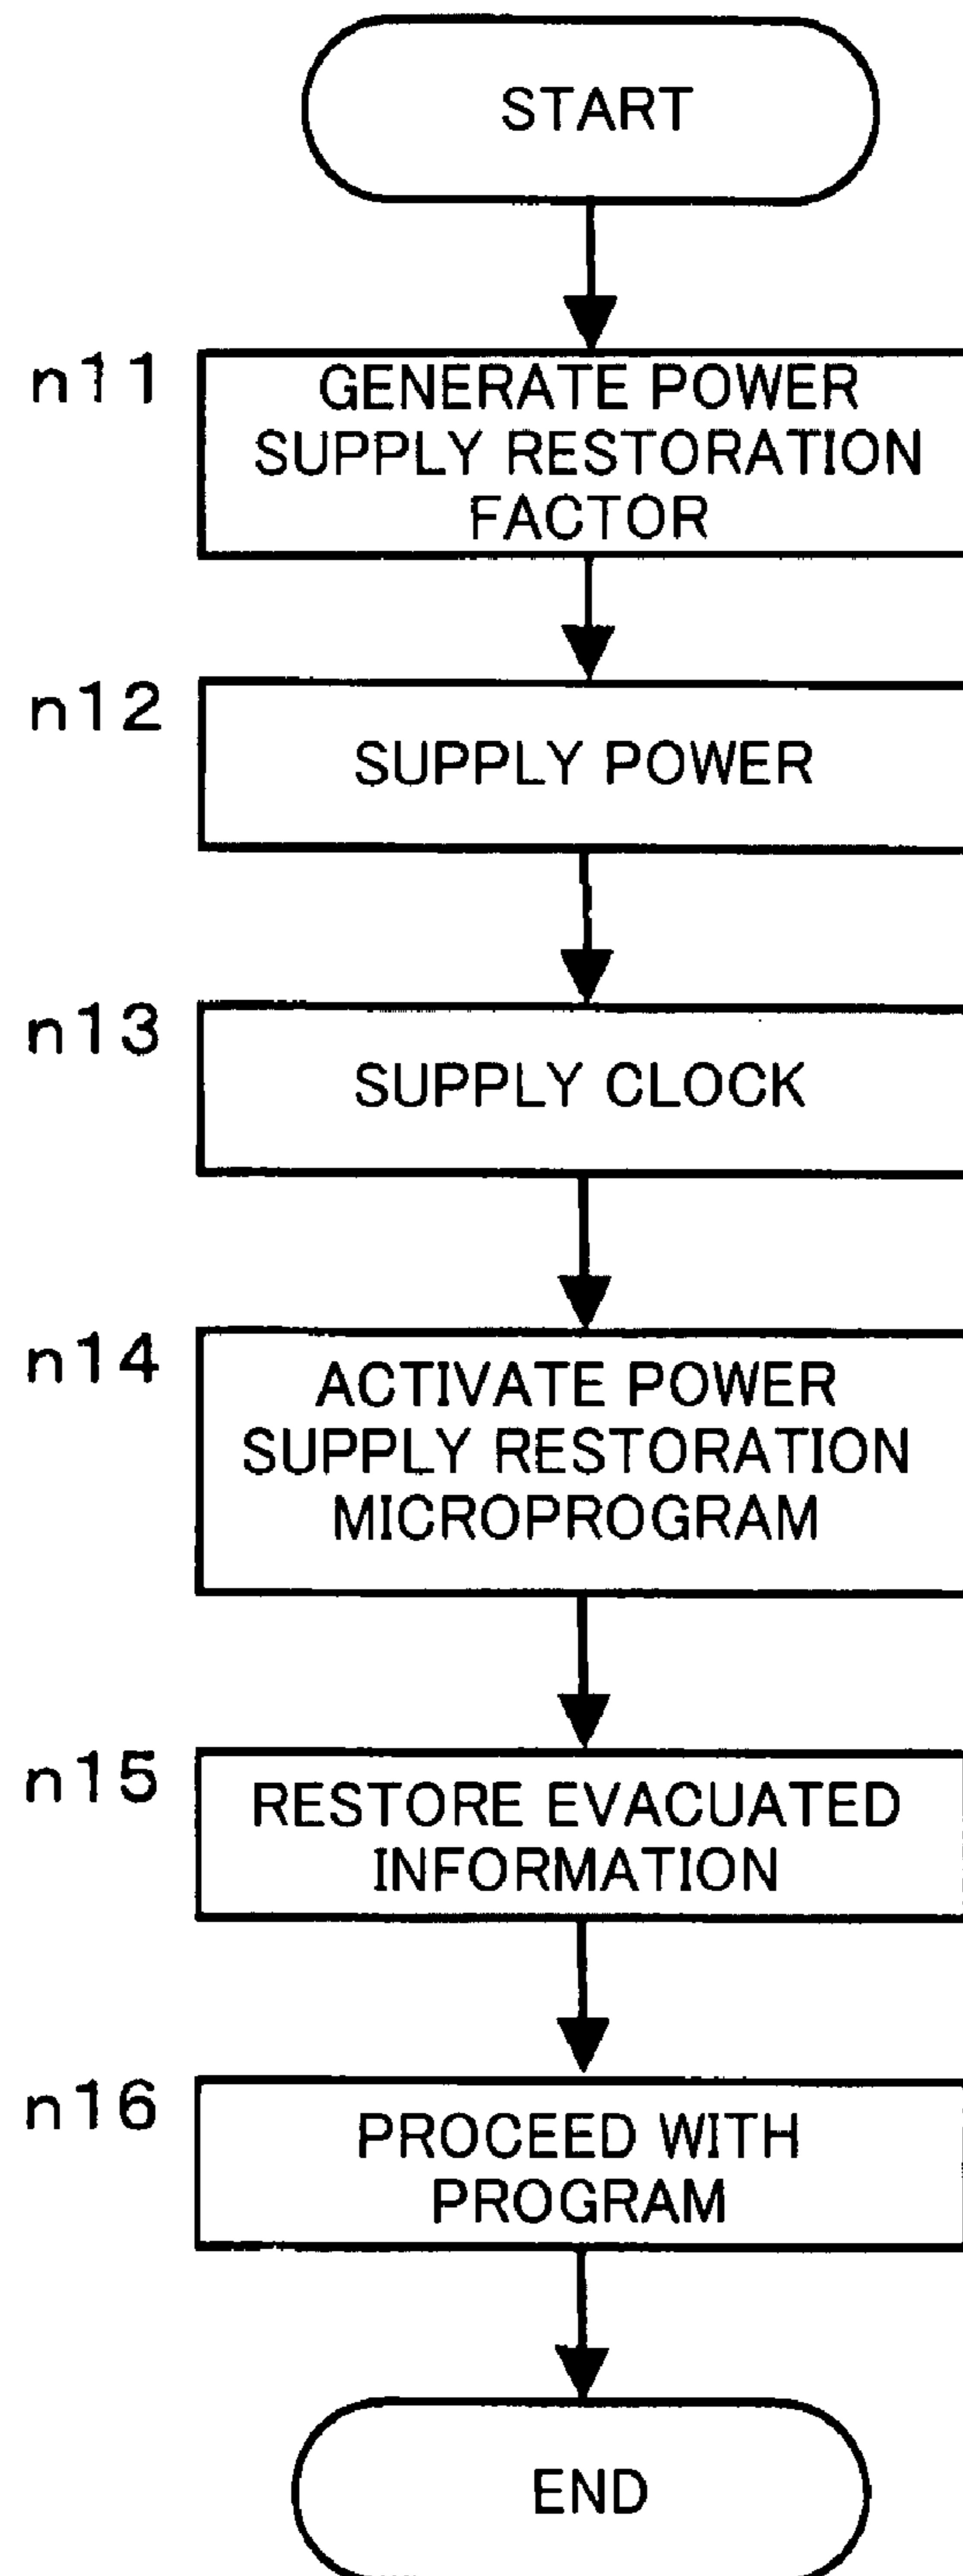 START
n11
GENERATE POWER
SUPPLY RESTORATION
FACTOR
n12
SUPPLY POWER
n13
SUPPLY CLOCK
n14
ACTIVATE POWER
SUPPLY RESTORATION
MICROPROGRAM
n15
RESTORE EVACUATED
INFORMATION
n16
PROCEED WITH
PROGRAM
END